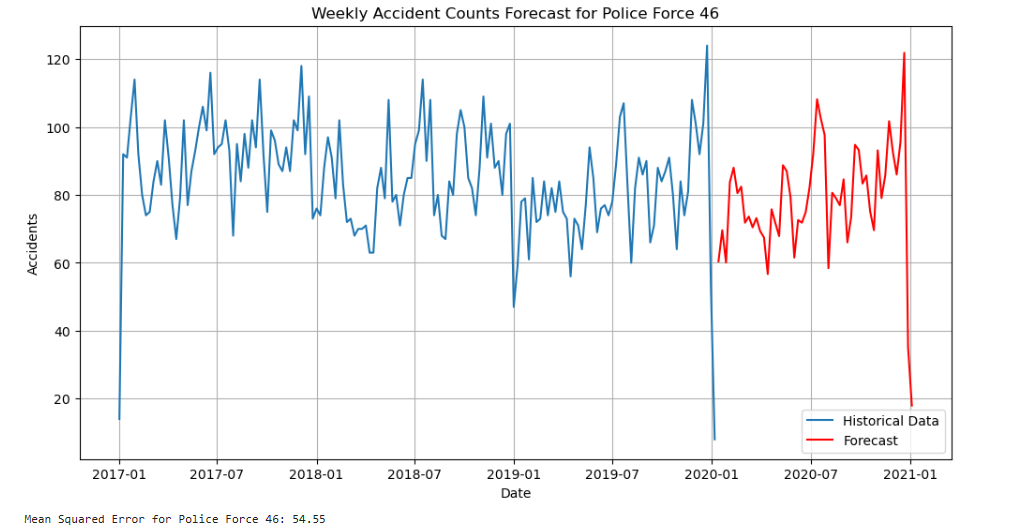 Weekly Accident Counts Forecast for Police Force 46
120
100
80
60
40
20
Accidents
Historical Data
Forecast
2017-01 2017-07 2018-01 2018-07 2019-01 2019-07 2020-01 2020-07 2021-01
Date
Mean Squared Error for Police Force 46: 54.55